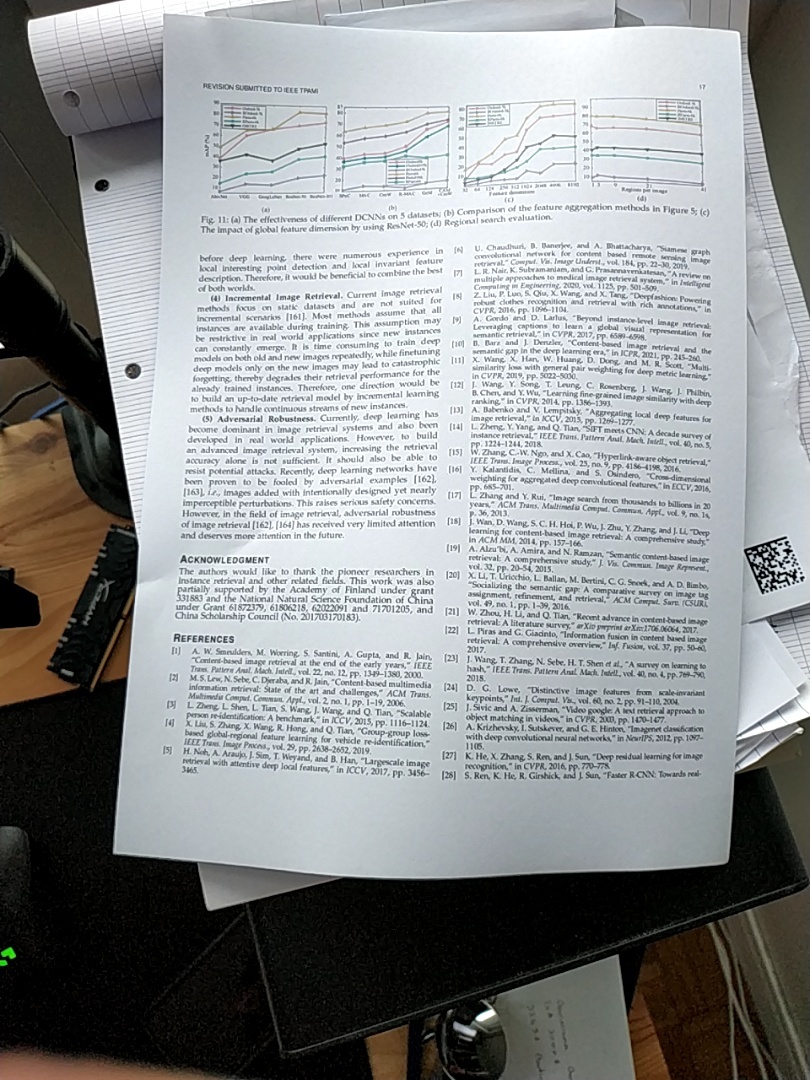 REVISION SUBMITTED TO IEEE TPAMI
17
mAP (%)
(a)
(b)
Feature dimension
(c)
Regions per image
(d)
Fig. 11: (a) The effectiveness of different DCNNs on 5 datasets; (b) Comparison of the feature aggregation methods in Figure 5; (c)
The impact of global feature dimension by using ResNet-50; (d) Regional search evaluation.
before deep learning, there were numerous experience in
local interesting point detection and local invariant feature
description. Therefore, it would be beneficial to combine the best
of both worlds.
(4) Incremental Image Retrieval. Current image retrieval
methods focus on static datasets and are not suited for
incremental scenarios [161]. Most methods assume that all
instances are available during training. This assumption may
be restrictive in real world applications since new instances
can constantly emerge. It is time consuming to train deep
models on both old and new images repeatedly, while finetuning
deep models only on the new images may lead to catastrophic
forgetting, thereby degrades their retrieval performance for the
already trained instances. Therefore, one direction would be
to build an up-to-date retrieval model by incremental learning
methods to handle continuous streams of new instances.
(5) Adversarial Robustness. Currently, deep learning has
become dominant in image retrieval systems and also been
developed in real world applications. However, to build
an advanced image retrieval system, increasing the retrieval
accuracy alone is not sufficient. It should also be able to
resist potential attacks. Recently, deep learning networks have
been proven to be fooled by adversarial examples [162],
[163], i.e., images added with intentionally designed yet nearly
imperceptible perturbations. This raises serious safety concerns.
However, in the field of image retrieval, adversarial robustness
of image retrieval [162], [164] has received very limited attention
and deserves more attention in the future.
ACKNOWLEDGMENT
The authors would like to thank the pioneer researchers in
instance retrieval and other related fields. This work was also
partially supported by the Academy of Finland under grant
331883 and the National Natural Science Foundation of China
under Grant 61872379, 61806218, 62022091 and 71701205, and
China Scholarship Council (No. 201703170183).
REFERENCES
[1] A. W. Smeulders, M. Worring, S. Santini, A. Gupta, and R. Jain,
"Content-based image retrieval at the end of the early years," IEEE
Trans. Pattern Anal. Mach. Intell., vol. 22, no. 12, pp. 1349–1380, 2000.
[2] M. S. Lew, N. Sebe, C. Djeraba, and R. Jain, "Content-based multimedia
information retrieval: State of the art and challenges," ACM Trans.
Multimedia Comput. Commun. Appl., vol. 2, no. 1, pp. 1–19, 2006.
[3] L. Zheng, L. Shen, L. Tian, S. Wang, J. Wang, and Q. Tian, "Scalable
person re-identification: A benchmark," in ICCV, 2015, pp. 1116–1124.
[4] X. Liu, S. Zhang, X. Wang, R. Hong, and Q. Tian, "Group-group loss-
based global-regional feature learning for vehicle re-identification,"
IEEE Trans. Image Process., vol. 29, pp. 2638–2652, 2019.
[5] H. Noh, A. Araujo, J. Sim, T. Weyand, and B. Han, "Largescale image
retrieval with attentive deep local features," in ICCV, 2017, pp. 3456–
3465.
[6] U. Chaudhuri, B. Banerjee, and A. Bhattacharya, "Siamese graph
convolutional network for content based remote sensing image
retrieval," Comput. Vis. Image Underst., vol. 184, pp. 22–30, 2019.
[7] L. R. Nair, K. Subramaniam, and G. Prasannavenkatesan, "A review on
multiple approaches to medical image retrieval system," in Intelligent
Computing in Engineering, 2020, vol. 1125, pp. 501–509.
[8] Z. Liu, P. Luo, S. Qiu, X. Wang, and X. Tang, "Deepfashion: Powering
robust clothes recognition and retrieval with rich annotations," in
CVPR, 2016, pp. 1096–1104.
[9] A. Gordo and D. Larlus, "Beyond instance-level image retrieval:
Leveraging captions to learn a global visual representation for
semantic retrieval," in CVPR, 2017, pp. 6589–6598.
[10] B. Barz and J. Denzler, "Content-based image retrieval and the
semantic gap in the deep learning era," in ICPR, 2021, pp. 245–260.
[11] X. Wang, X. Han, W. Huang, D. Dong, and M. R. Scott, "Multi-
similarity loss with general pair weighting for deep metric learning,"
in CVPR, 2019, pp. 5022–5030.
[12] J. Wang, Y. Song, T. Leung, C. Rosenberg, J. Wang, J. Philbin,
B. Chen, and Y. Wu, "Learning fine-grained image similarity with deep
ranking," in CVPR, 2014, pp. 1386–1393.
[13] A. Babenko and V. Lempitsky, "Aggregating local deep features for
image retrieval," in ICCV, 2015, pp. 1269–1277.
[14] L. Zheng, Y. Yang, and Q. Tian, "SIFT meets CNN: A decade survey of
instance retrieval," IEEE Trans. Pattern Anal. Mach. Intell., vol. 40, no. 5,
pp. 1224–1244, 2018.
[15] W. Zhang, C.-W. Ngo, and X. Cao, "Hyperlink-aware object retrieval,"
IEEE Trans. Image Process., vol. 25, no. 9, pp. 4186–4198, 2016.
[16] Y. Kalantidis, C. Mellina, and S. Osindero, "Cross-dimensional
weighting for aggregated deep convolutional features," in ECCV, 2016,
pp. 685–701.
[17] L. Zhang and Y. Rui, "Image search from thousands to billions in 20
years," ACM Trans. Multimedia Comput. Commun. Appl., vol. 9, no. 1s,
p. 36, 2013.
[18] J. Wan, D. Wang, S. C. H. Hoi, P. Wu, J. Zhu, Y. Zhang, and J. Li, "Deep
learning for content-based image retrieval: A comprehensive study,"
in ACM MM, 2014, pp. 157–166.
[19] A. Alzu'bi, A. Amira, and N. Ramzan, "Semantic content-based image
retrieval: A comprehensive study," J. Vis. Commun. Image Represent.,
vol. 32, pp. 20–54, 2015.
[20] X. Li, T. Uricchio, L. Ballan, M. Bertini, C. G. Snoek, and A. D. Bimbo,
"Socializing the semantic gap: A comparative survey on image tag
assignment, refinement, and retrieval," ACM Comput. Surv. (CSUR),
vol. 49, no. 1, pp. 1–39, 2016.
[21] W. Zhou, H. Li, and Q. Tian, "Recent advance in content-based image
retrieval: A literature survey," arXiv preprint arXiv:1706.06064, 2017.
[22] L. Piras and G. Giacinto, "Information fusion in content based image
retrieval: A comprehensive overview," Inf. Fusion, vol. 37, pp. 50–60,
2017.
[23] J. Wang, T. Zhang, N. Sebe, H. T. Shen et al., "A survey on learning to
hash," IEEE Trans. Pattern Anal. Mach. Intell., vol. 40, no. 4, pp. 769–790,
2018.
[24] D. G. Lowe, "Distinctive image features from scale-invariant
keypoints," Int. J. Comput. Vis., vol. 60, no. 2, pp. 91–110, 2004.
[25] J. Sivic and A. Zisserman, "Video google: A text retrieval approach to
object matching in videos," in CVPR, 2003, pp. 1470–1477.
[26] A. Krizhevsky, I. Sutskever, and G. E. Hinton, "Imagenet classification
with deep convolutional neural networks," in NeurIPS, 2012, pp. 1097–
1105.
[27] K. He, X. Zhang, S. Ren, and J. Sun, "Deep residual learning for image
recognition," in CVPR, 2016, pp. 770–778.
[28] S. Ren, K. He, R. Girshick, and J. Sun, "Faster R-CNN: Towards real-